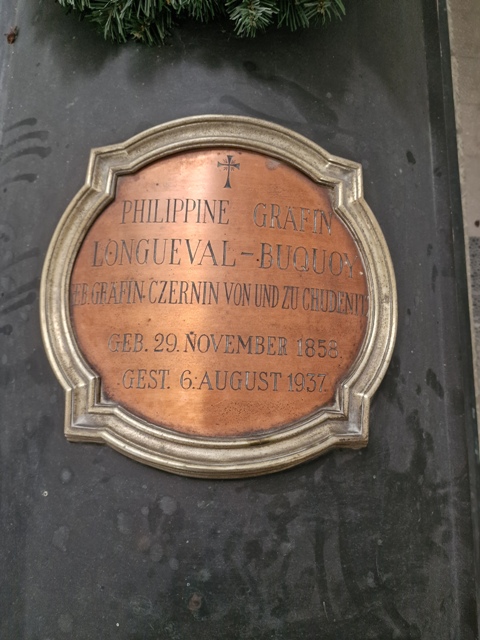 PHILIPPINE GRÄFIN
LONGUEVAL-BUQUOY
GEB. GRÄFIN CZERNIN VON UND ZU CHUDENITZ
GEB. 29. NOVEMBER 1858.
GEST. 6. AUGUST 1937.